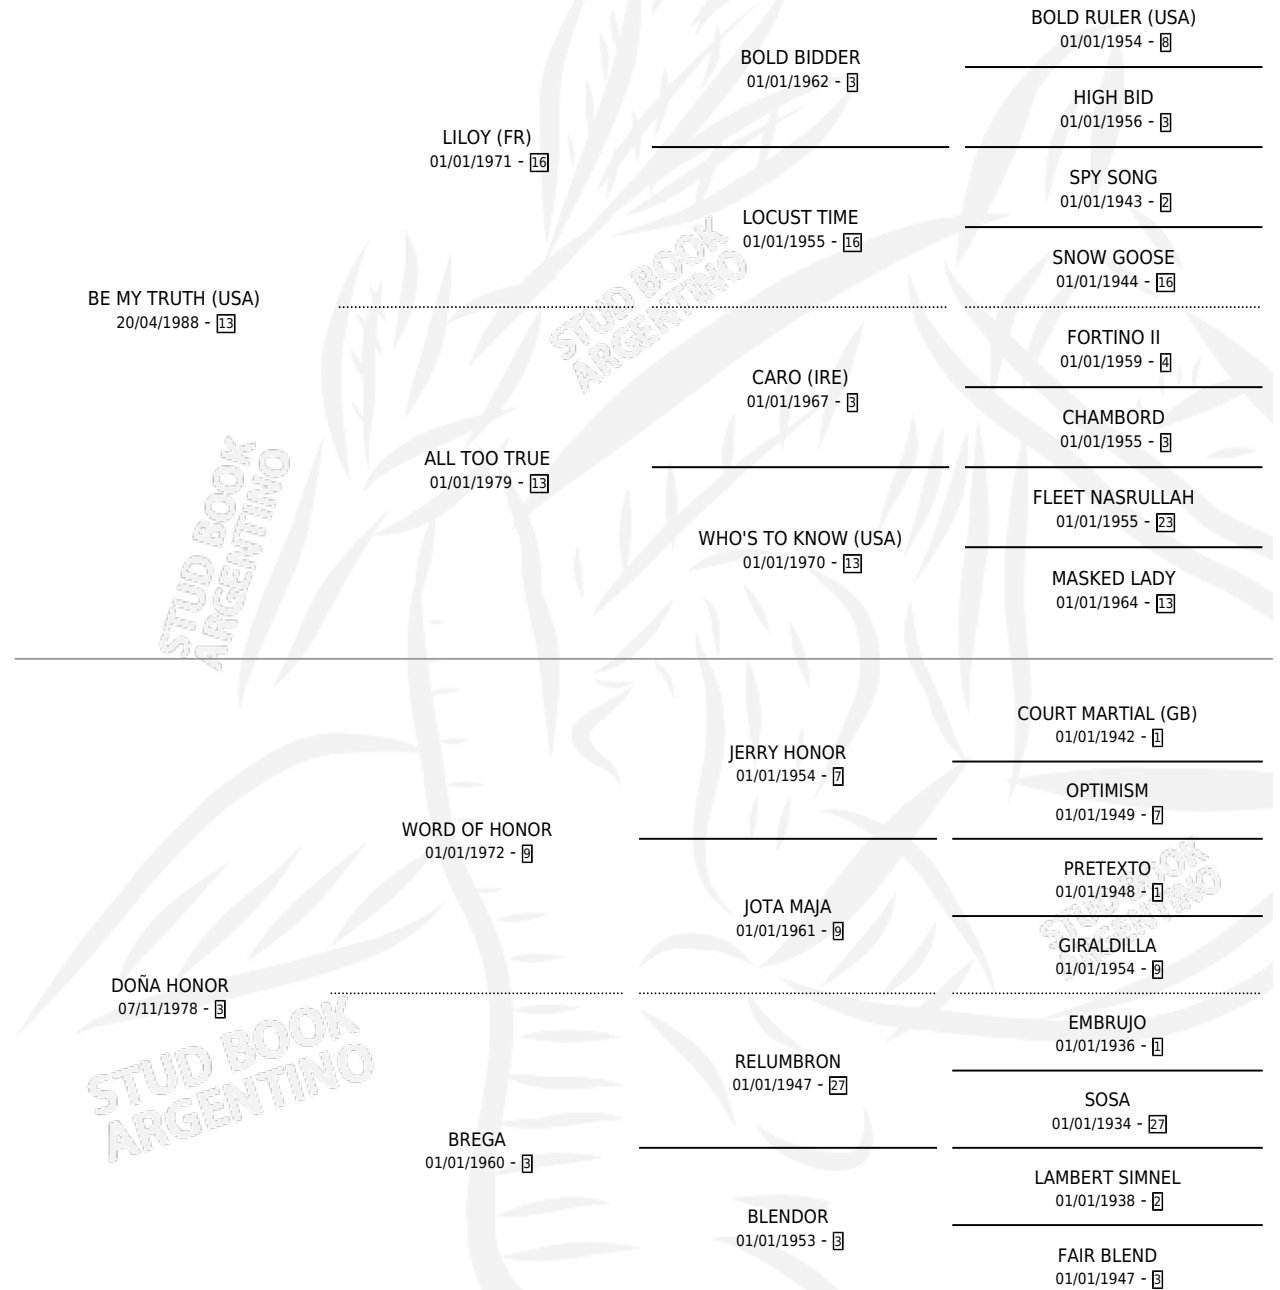 BOLD RULER (USA)
01/01/1954 - 8
BOLD BIDDER
01/01/1962 - 3
HIGH BID
01/01/1956 - 3
LILOY (FR)
01/01/1971 - 16
SPY SONG
01/01/1943 - 2
LOCUST TIME
01/01/1955 - 16
SNOW GOOSE
01/01/1944 - 16
BE MY TRUTH (USA)
20/04/1988 - 13
STUD BOOK
ARGENTINO
FORTINO II
01/01/1959 - 4
CARO (IRE)
01/01/1967 - 3
CHAMBORD
01/01/1955 - 3
ALL TOO TRUE
01/01/1979 - 13
FLEET NASRULLAH
01/01/1955 - 23
WHO'S TO KNOW (USA)
01/01/1970 - 13
MASKED LADY
01/01/1964 - 13
STUD BOOK
ARGENTINO
COURT MARTIAL (GB)
01/01/1942 - 1
JERRY HONOR
01/01/1954 - 7
OPTIMISM
01/01/1949 - 7
WORD OF HONOR
01/01/1972 - 9
PRETEXTO
01/01/1948 - 1
JOTA MAJA
01/01/1961 - 9
GIRALDILLA
01/01/1954 - 9
STUD BOOK
ARGENTINO
DOÑA HONOR
07/11/1978 - 3
EMBRUJO
01/01/1936 - 1
RELUMBRON
01/01/1947 - 27
SOSA
01/01/1934 - 27
STUD BOOK
ARGENTINO
BREGA
01/01/1960 - 3
LAMBERT SIMNEL
01/01/1938 - 2
BLENDOR
01/01/1953 - 3
FAIR BLEND
01/01/1947 - 3